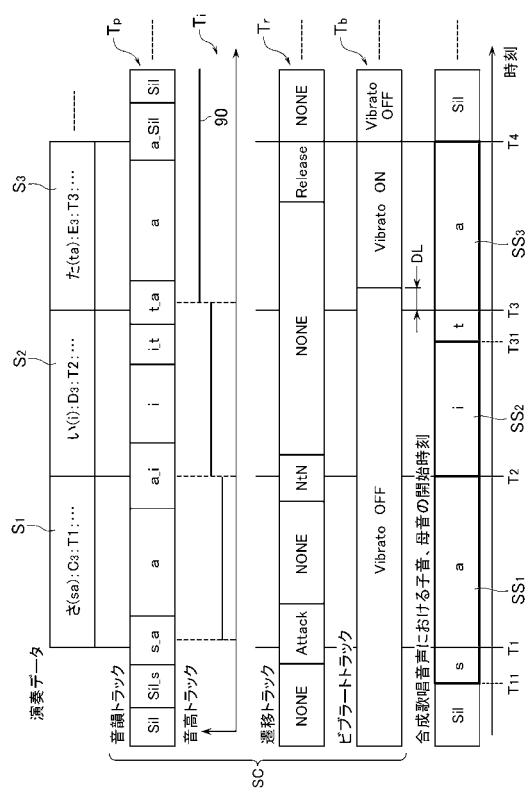 演奏データ
S1
S2
S3
さ(sa): C3: T1: …
い(i): D3: T2: …
た(ta): E3: T3: …
音韻トラック
Tp
Sil
Sil_s
s_a
a
a_i
i
i_t
t_a
a
a_Sil
Sil
音高トラック
Ti
90
SC
遷移トラック
Tr
NONE
Attack
NONE
NtN
NONE
Release
NONE
ビブラートトラック
Tb
Vibrato OFF
Vibrato ON
Vibrato
OFF
DL
合成歌唱音声における子音、母音の開始時刻
Sil
s
a
i
t
a
Sil
時刻
T11
T1
T2
T31
T3
T4
SS1
SS2
SS3